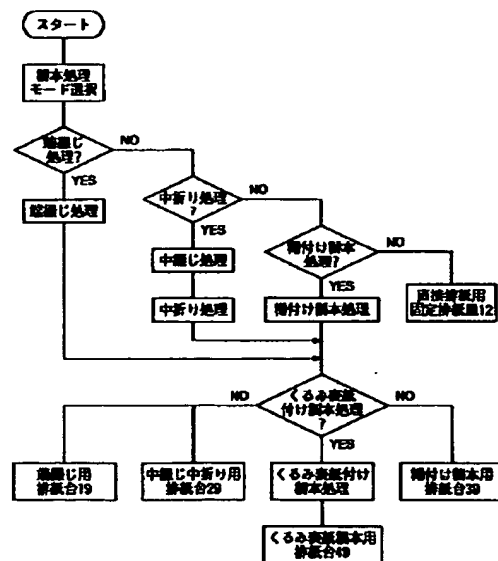 スタート
製本処理
モード選択
端綴じ
処理?
NO
YES
端綴じ処理
中折り処理
?
NO
YES
中綴じ処理
中折り処理
糊付け製本
処理?
NO
YES
糊付け製本処理
直接排紙用
固定排紙皿12
くるみ表紙
付け製本処理
?
NO
NO
YES
端綴じ用
排紙台19
中綴じ中折り用
排紙台29
くるみ表紙付け
製本処理
糊付け製本用
排紙台39
くるみ表紙製本用
排紙台49